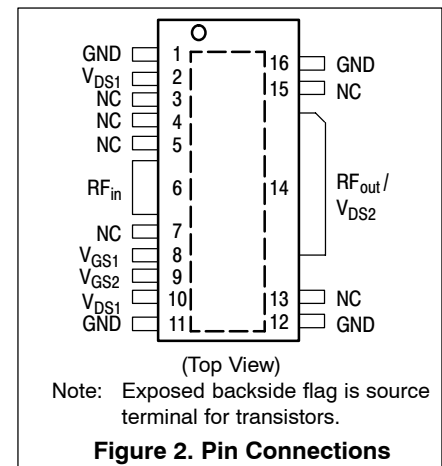 GND 1 16 GND
VDS1 2 15 NC
NC 3
NC 4
NC 5
RFin 6 14 RFout/
VDS2
NC 7
VGS1 8
VGS2 9
VDS1 10 13 NC
GND 11 12 GND
(Top View)
Note: Exposed backside flag is source
terminal for transistors.
Figure 2. Pin Connections